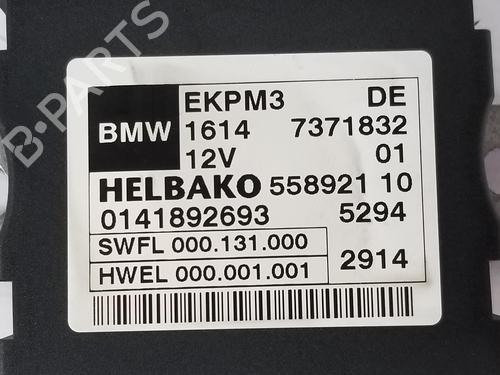 EKPM3 DE
BMW 1614 7371832
12V 01
HELBAKO 558921 10
0141892693 5294
SWFL 000.131.000
HWEL 000.001.001 2914